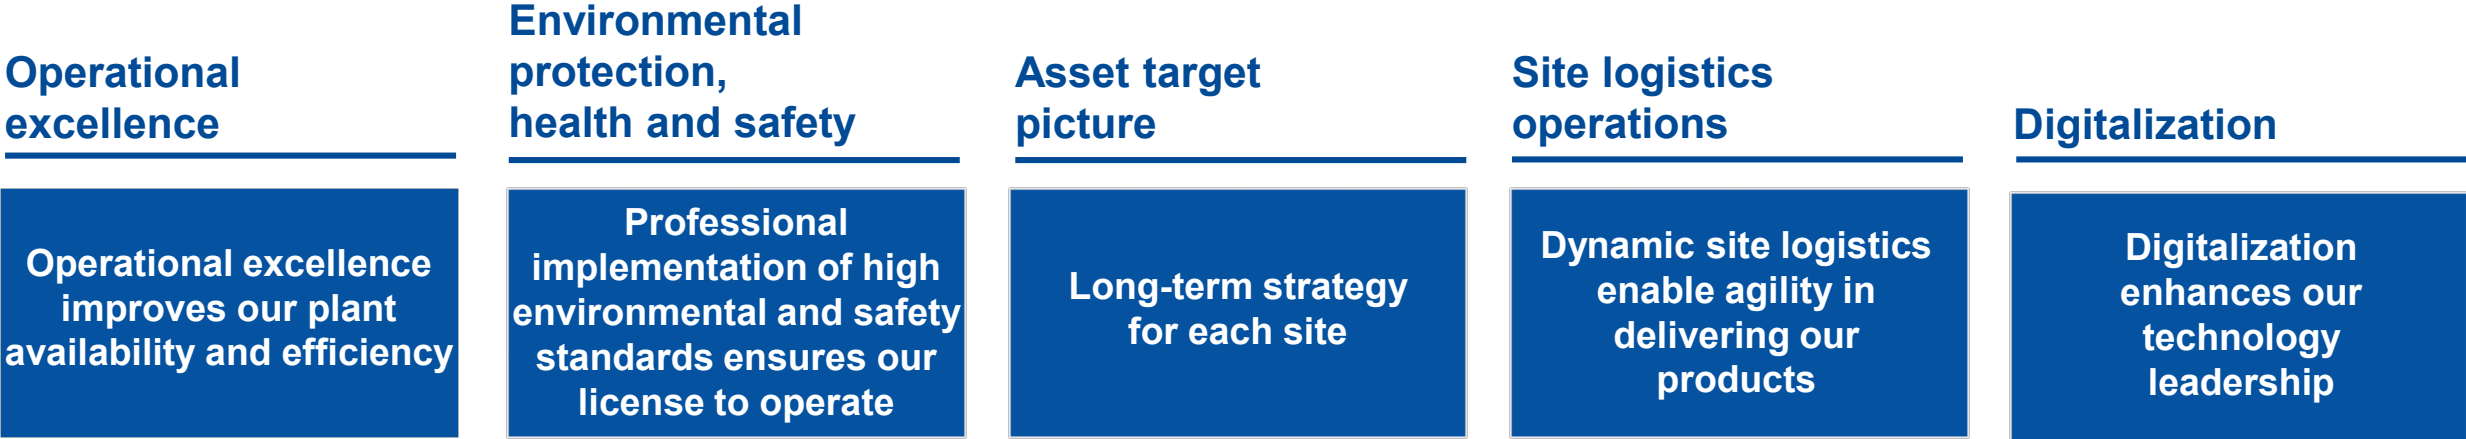 Operational
excellence
Operational excellence
improves our plant
availability and efficiency
Environmental
protection,
health and safety
Professional
implementation of high
environmental and safety
standards ensures our
license to operate
Asset target
picture
Long-term strategy
for each site
Site logistics
operations
Dynamic site logistics
enable agility in
delivering our
products
Digitalization
Digitalization
enhances our
technology
leadership